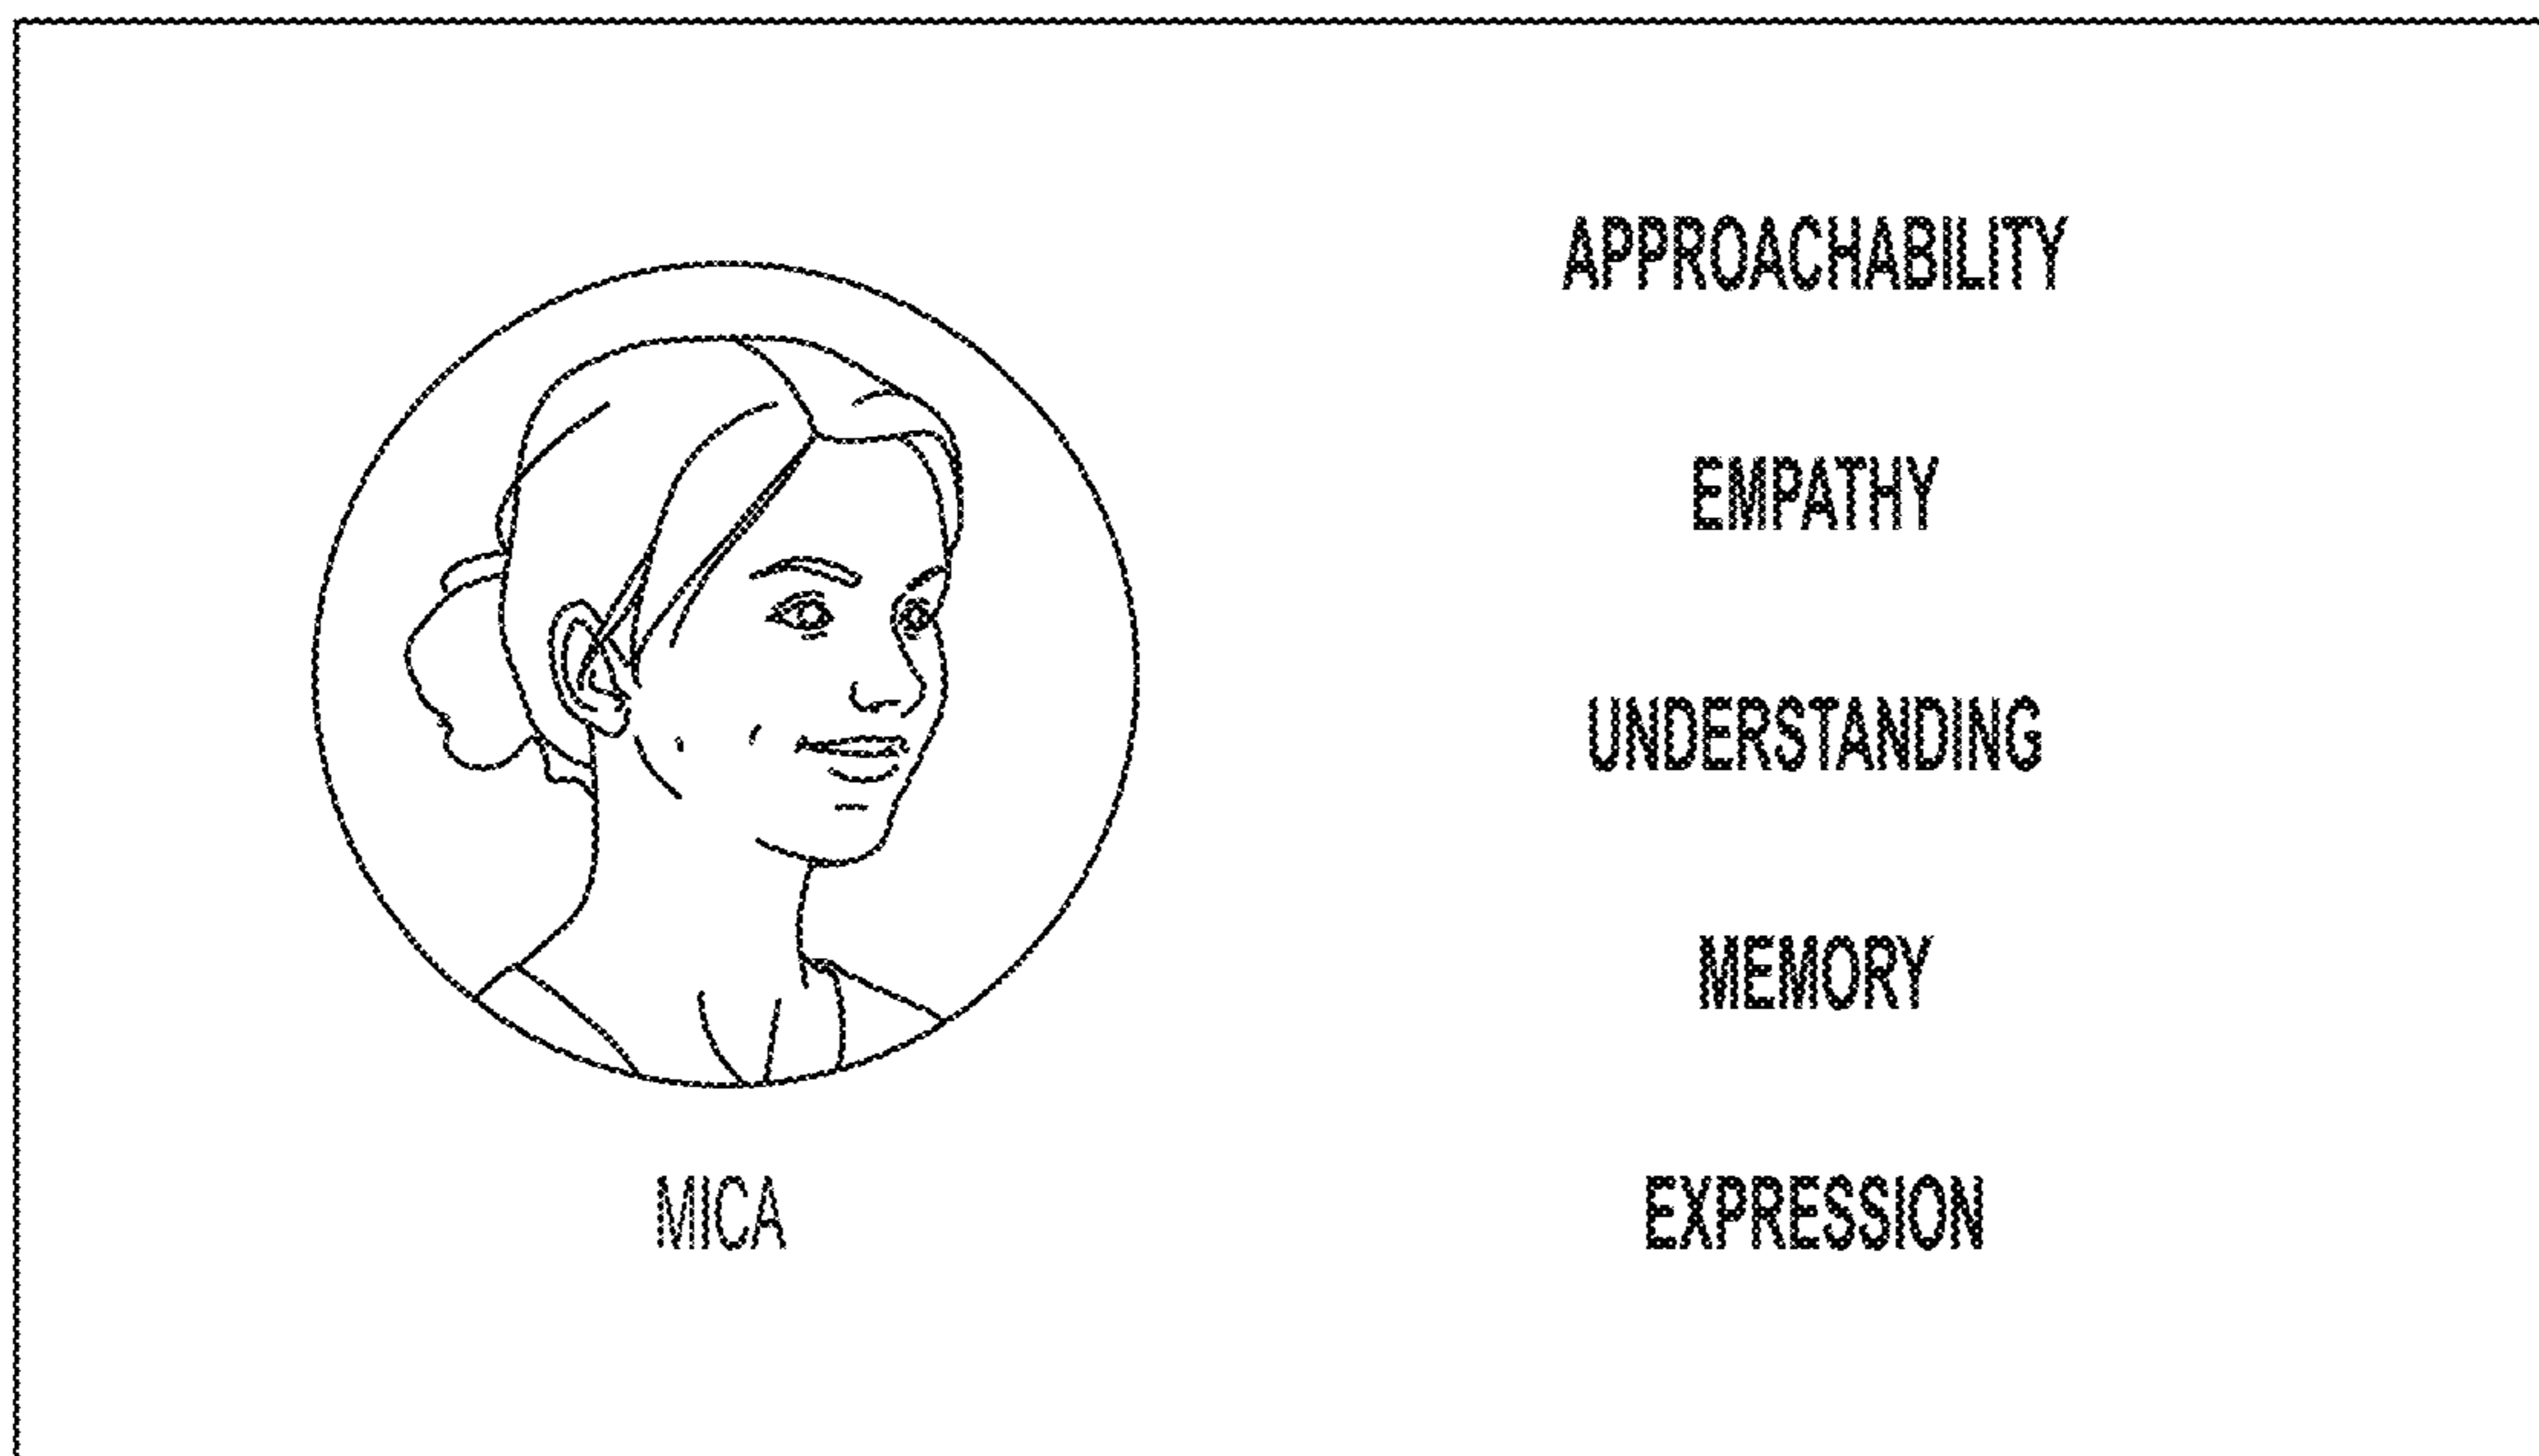 APPROACHABILITY
EMPATHY
UNDERSTANDING
MEMORY
EXPRESSION
MICA